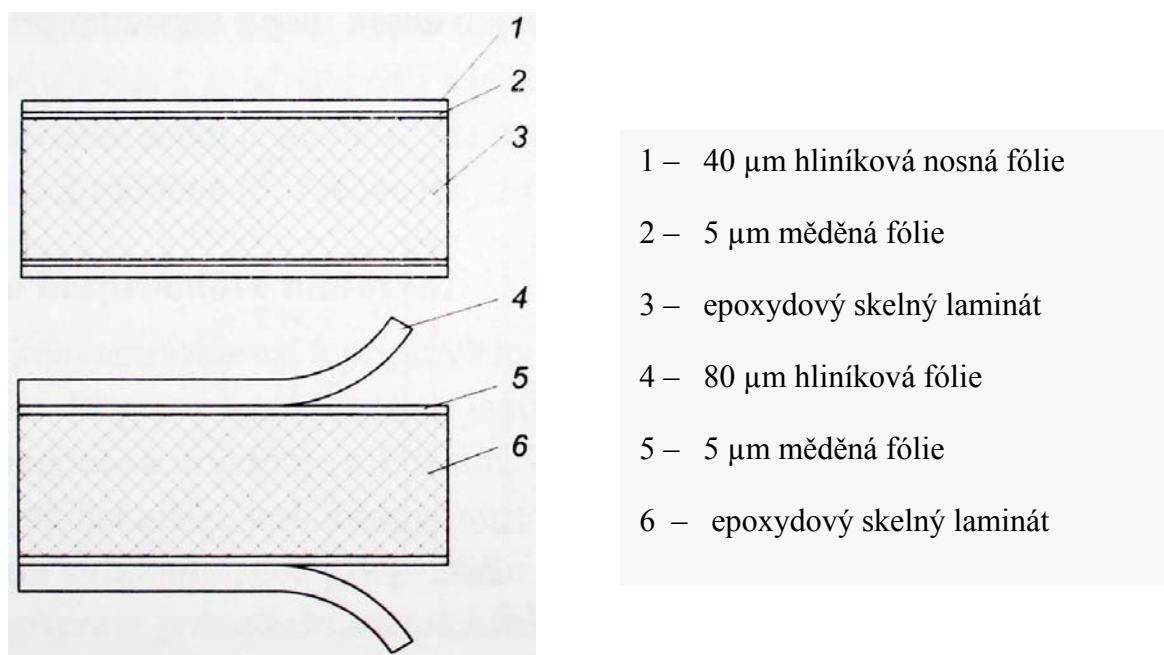 1
2
3
4
5
6
1 – 40 µm hliníková nosná fólie
2 – 5 µm měděná fólie
3 – epoxydový skelný laminát
4 – 80 µm hliníková fólie
5 – 5 µm měděná fólie
6 – epoxydový skelný laminát